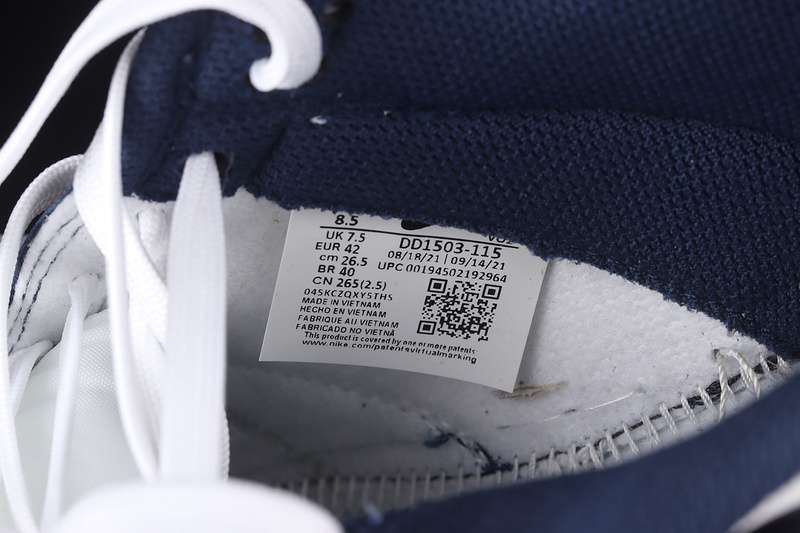 8.5
UK 7.5
EUR 42
cm 26.5
BR 40
CN 265(2.5)
DD1503-115
08/18/21 | 09/14/21
UPC 00194502192964
045KCZQXY5TH5
MADE IN VIETNAM
HECHO EN VIETNAM
FABRIQUE AU VIETNAM
FABRICADO NO VIETNÃ
This product is covered by one or more patents
www.nike.com/patentsvirtualmarking